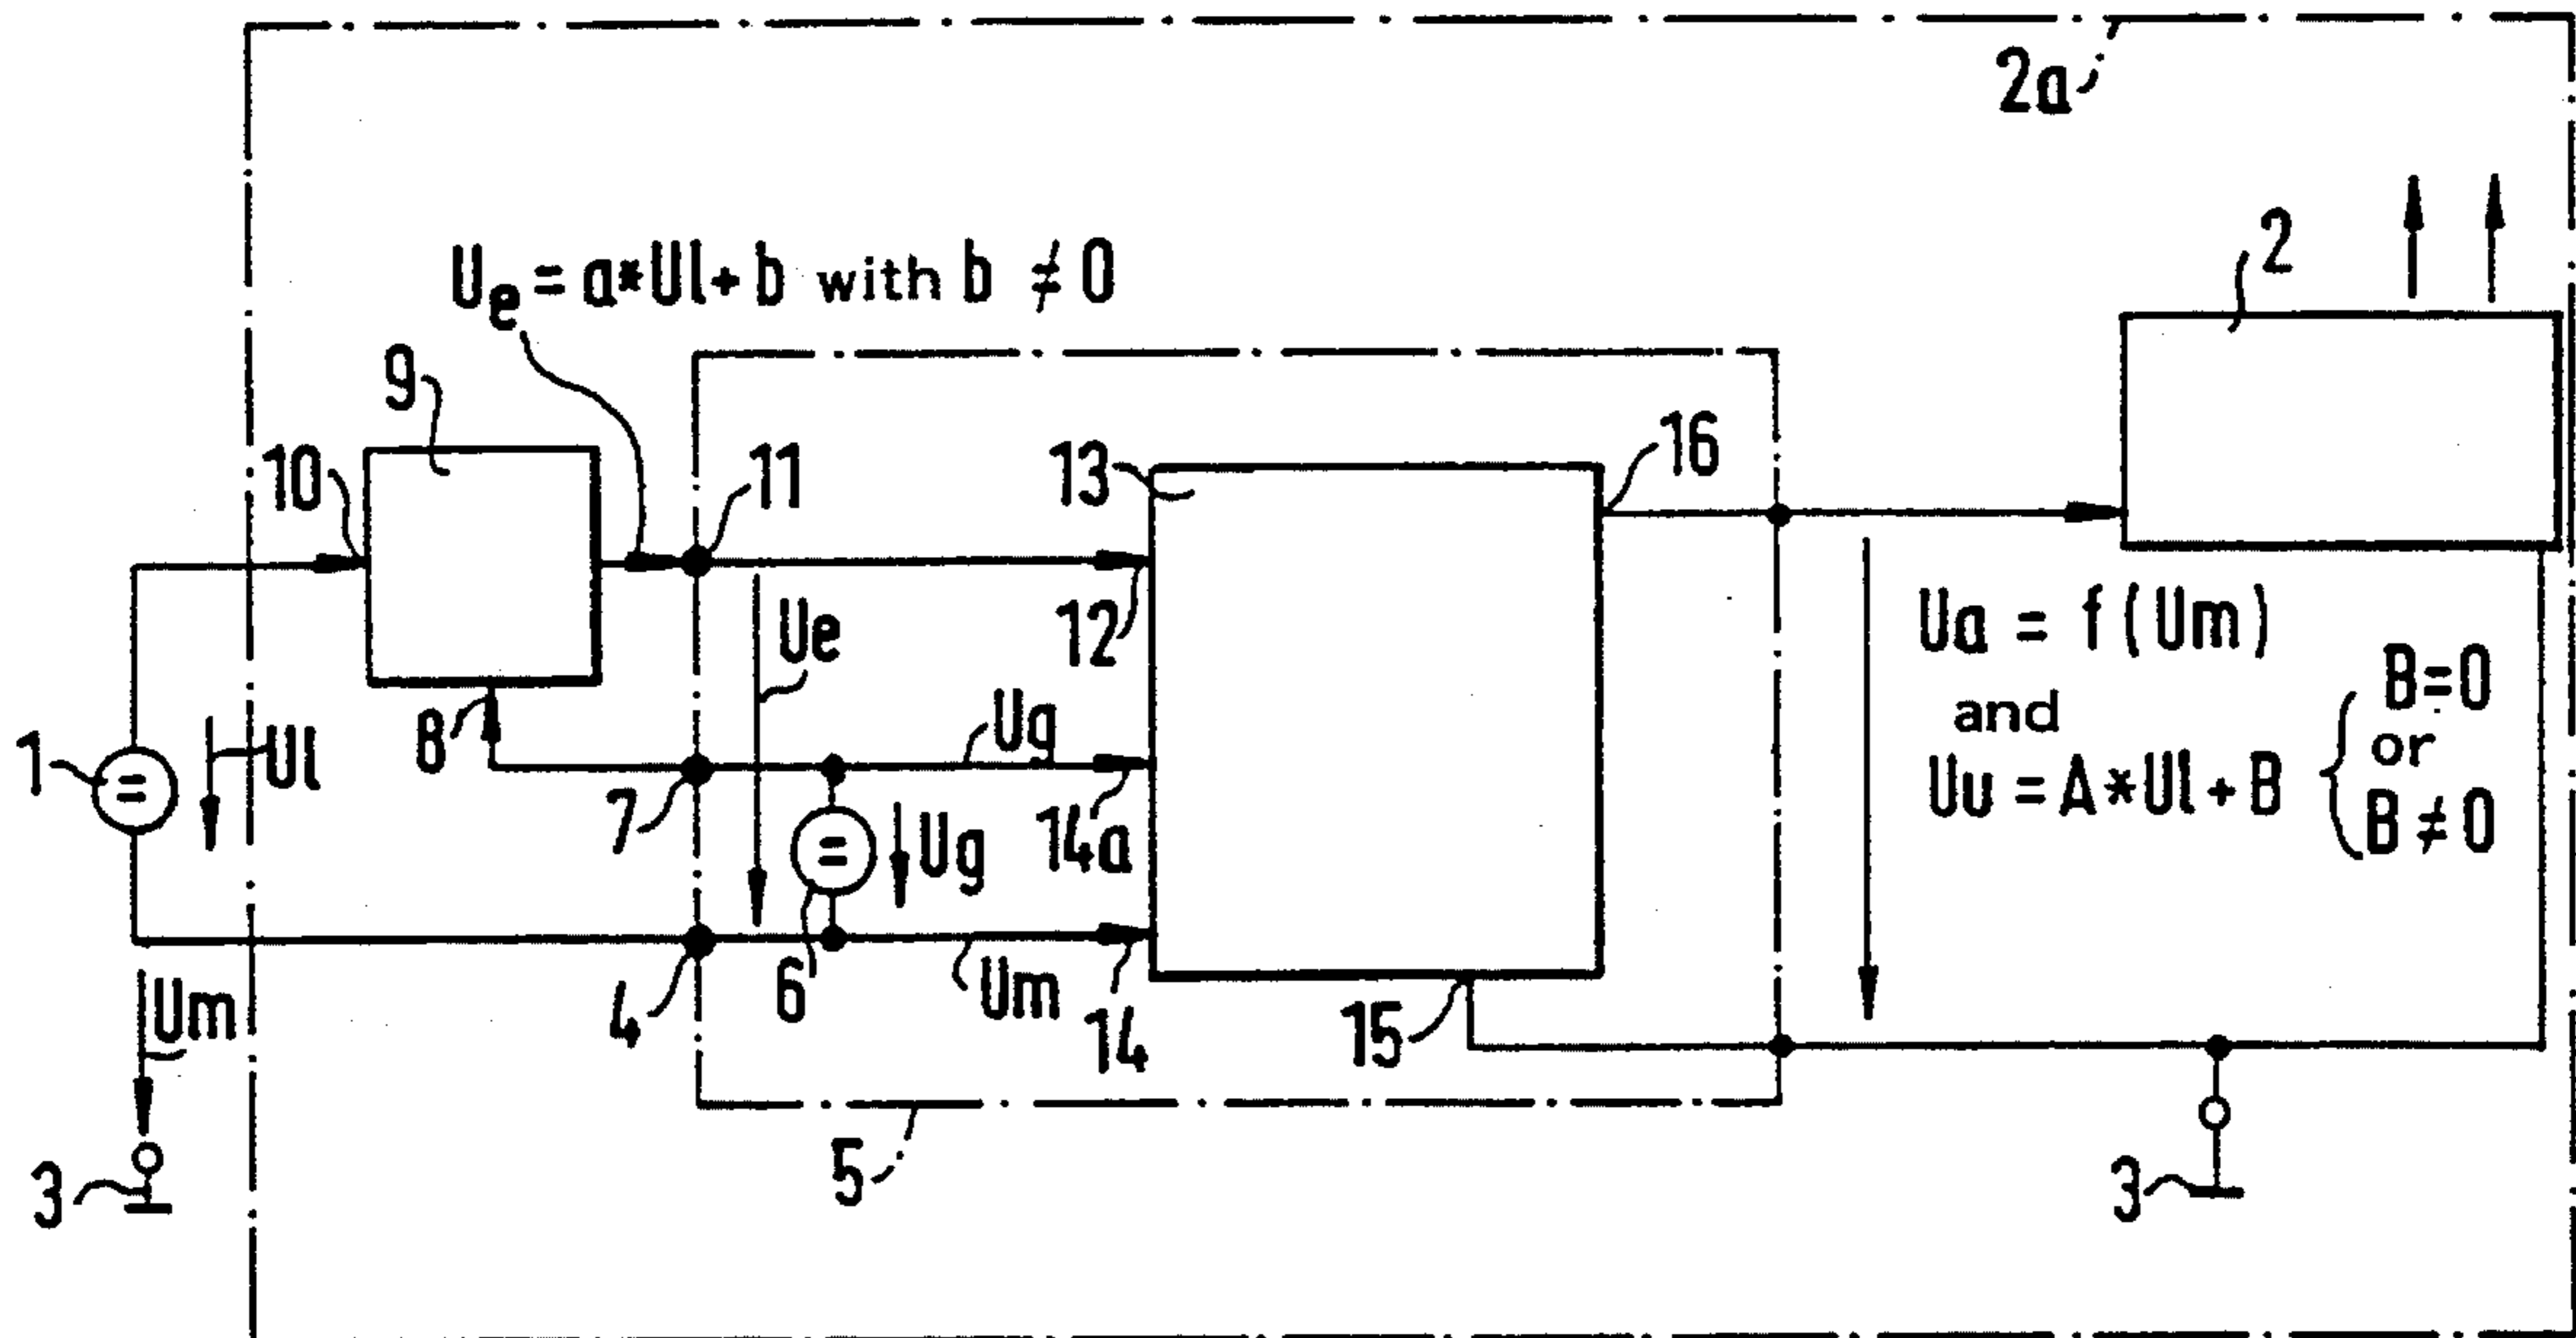 2a
2
U_e = a*Ul + b with b ≠ 0
9
10
11
13
16
12
Ue
Ua = f (Um)
B=0
and
or
Uu = A*Ul + B
B ≠ 0
8
Ug
1
Ul
7
14a
Ug
4
6
Um
14
15
Um
5
3
3